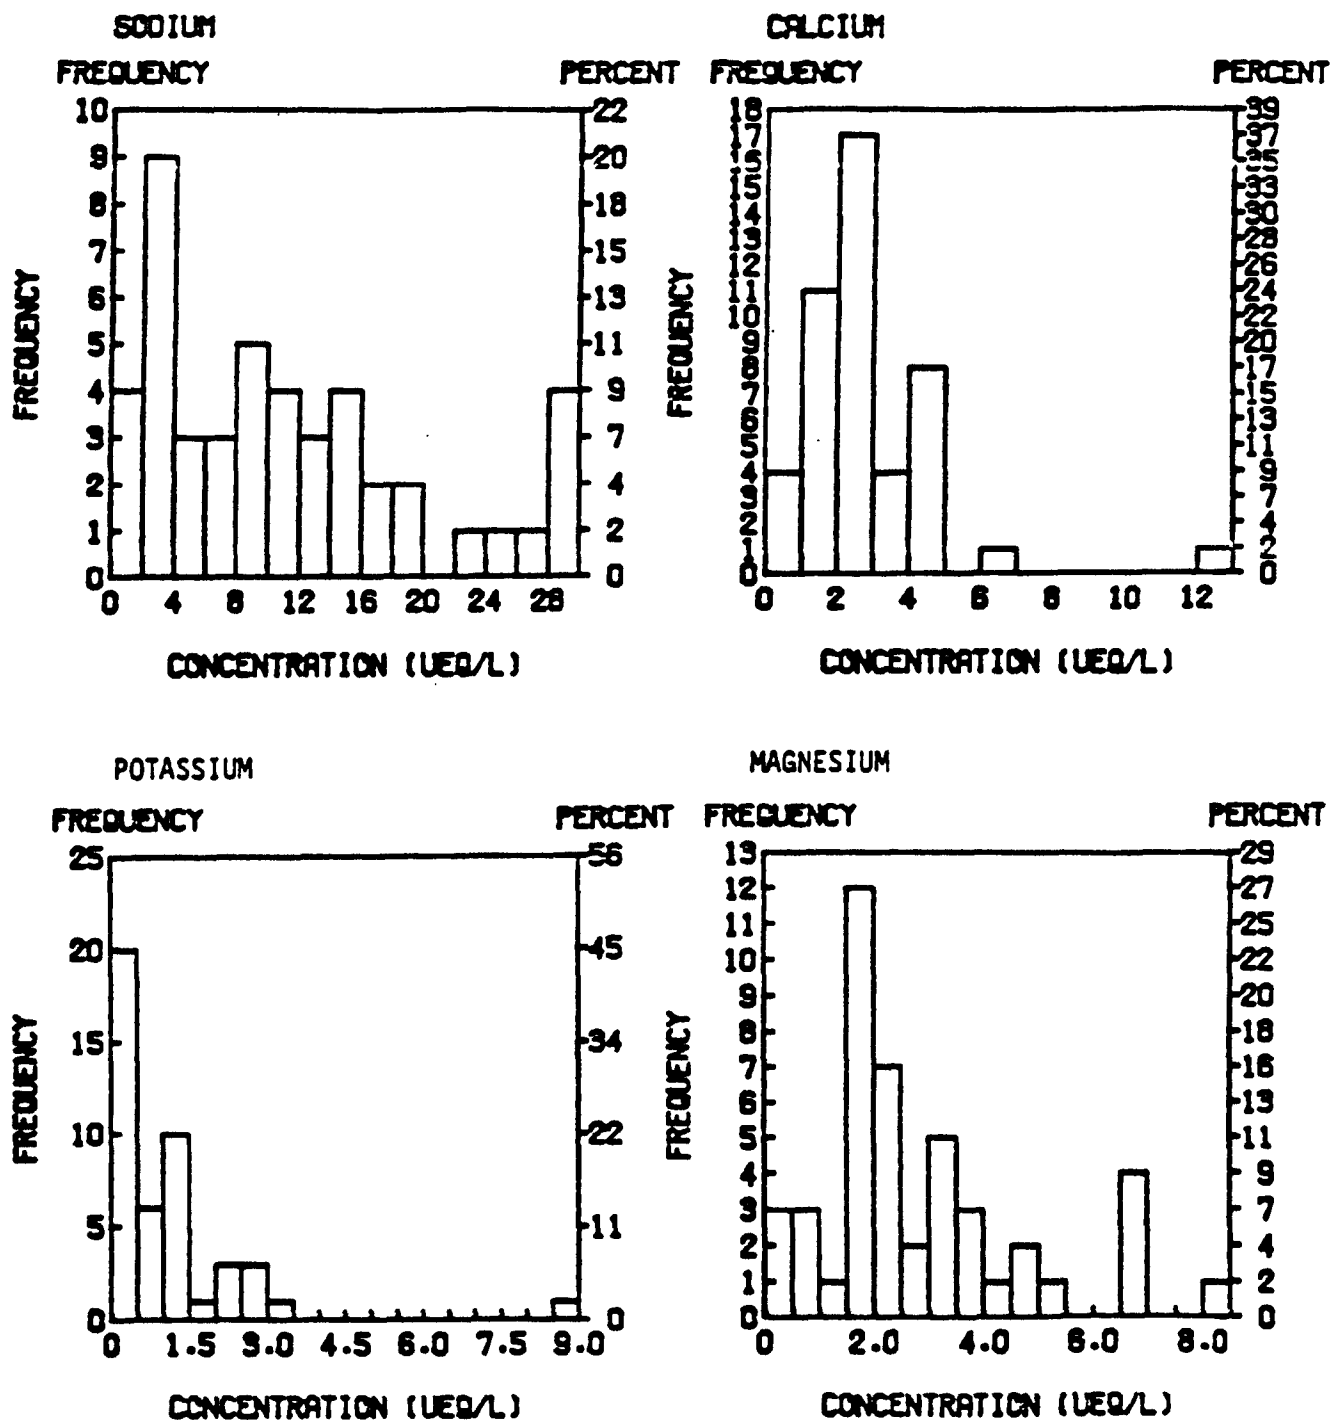 SODIUM
FREQUENCY PERCENT
10 9 8 7 6 5 4 3 2 1 0
22 20 18 15 13 11 9 7 4 2 0
FREQUENCY
0 4 8 12 16 20 24 28
CONCENTRATION (UEQ/L)
CALCIUM
FREQUENCY PERCENT
18 17 15 15 14 13 12 11 10 9 8 7 6 5 4 3 2 1 0
39 37 35 33 30 28 26 24 22 20 17 15 13 11 9 7 4 2 0
FREQUENCY
0 2 4 6 8 10 12
CONCENTRATION (UEQ/L)
POTASSIUM
FREQUENCY PERCENT
25 20 15 10 5 0
56 45 34 22 11 0
FREQUENCY
0 1.5 3.0 4.5 6.0 7.5 9.0
CONCENTRATION (UEQ/L)
MAGNESIUM
FREQUENCY PERCENT
13 12 11 10 9 8 7 6 5 4 3 2 1 0
29 27 25 22 20 18 16 13 11 9 7 4 2 0
FREQUENCY
0 2.0 4.0 6.0 8.0
CONCENTRATION (UEQ/L)